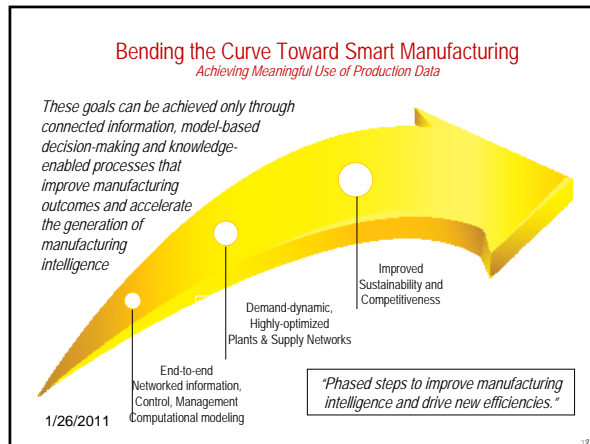 Bending the Curve Toward Smart Manufacturing
Achieving Meaningful Use of Production Data
These goals can be achieved only through
connected information, model-based
decision-making and knowledge-
enabled processes that
improve manufacturing
outcomes and accelerate
the generation of
manufacturing
intelligence
Improved
Sustainability and
Competitiveness
Demand-dynamic,
Highly-optimized
Plants & Supply Networks
End-to-end
Networked information,
Control, Management
Computational modeling
"Phased steps to improve manufacturing
intelligence and drive new efficiencies."
1/26/2011